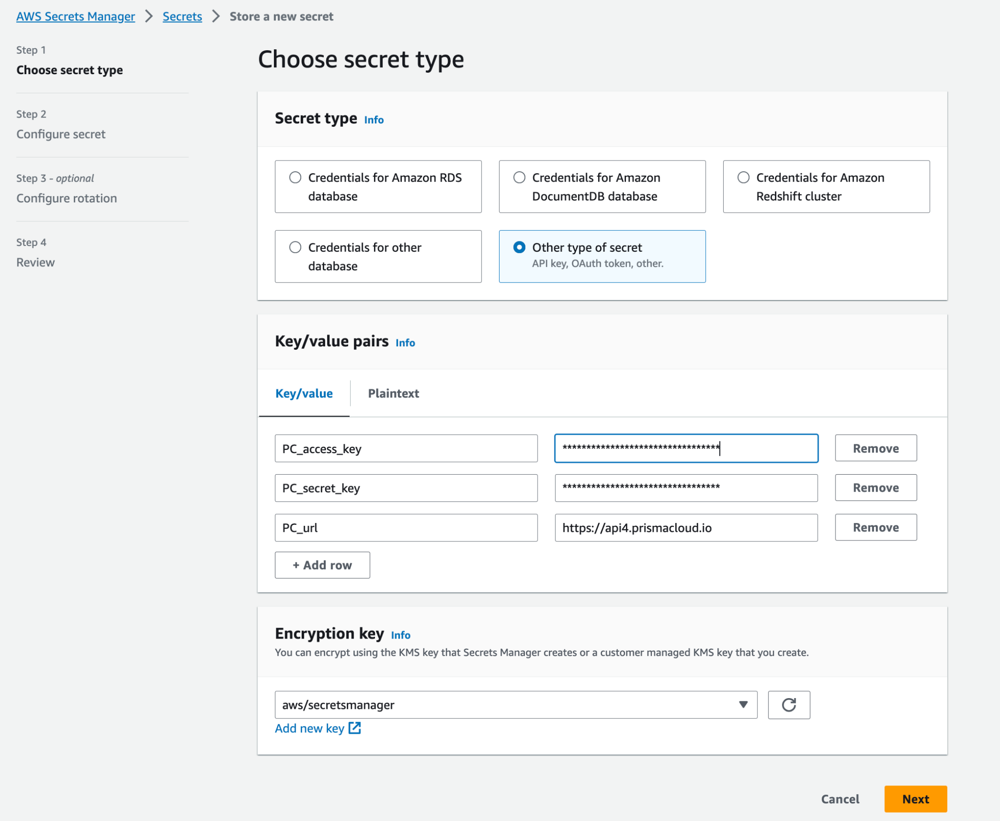 AWS Secrets Manager > Secrets > Store a new secret
Step 1
Choose secret type
Step 2
Configure secret
Step 3 - optional
Configure rotation
Step 4
Review
Choose secret type
Secret type Info
Credentials for Amazon RDS
database
Credentials for Amazon
DocumentDB database
Credentials for Amazon
Redshift cluster
Credentials for other
database
Other type of secret
API key, OAuth token, other.
Key/value pairs Info
Key/value Plaintext
PC_access_key ********************************* Remove
PC_secret_key ********************************* Remove
PC_url https://api4.prismacloud.io Remove
+ Add row
Encryption key Info
You can encrypt using the KMS key that Secrets Manager creates or a customer managed KMS key that you create.
aws/secretsmanager
Add new key
Cancel Next